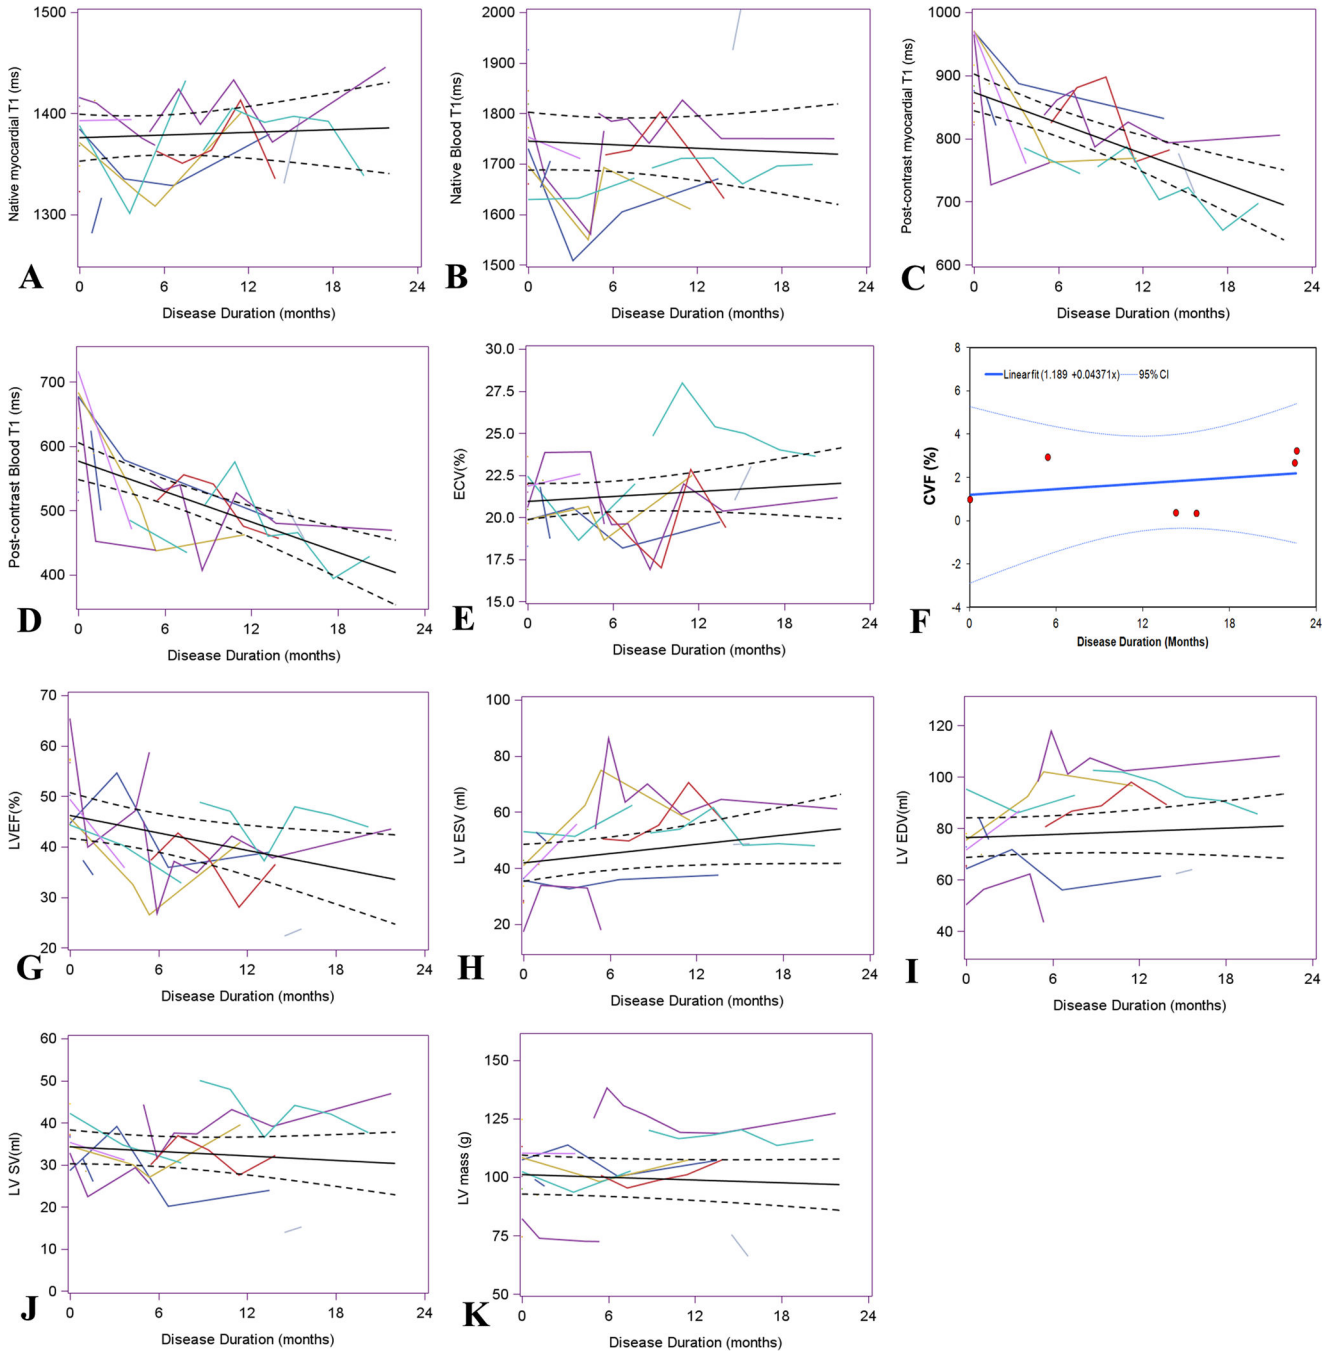 1500
1400
1300
0 6 12 18 24
Native myocardial T1 (ms)
Disease Duration (months)
A
2000
1900
1800
1700
1600
1500
0 6 12 18 24
Native Blood T1 (ms)
Disease Duration (months)
B
1000
900
800
700
600
0 6 12 18 24
Post-contrast myocardial T1 (ms)
Disease Duration (months)
C
700
600
500
400
0 6 12 18 24
Post-contrast Blood T1 (ms)
Disease Duration (months)
D
30.0
27.5
25.0
22.5
20.0
17.5
15.0
0 6 12 18 24
ECV(%)
Disease Duration (months)
E
8
6
4
2
0
-2
-4
0 6 12 18 24
Linear fit (1.189 +0.04371x) 95% CI
CVF (%)
Disease Duration (Months)
F
70
60
50
40
30
20
0 6 12 18 24
LVEF(%)
Disease Duration (months)
G
100
80
60
40
20
0 6 12 18 24
LV ESV (ml)
Disease Duration (months)
H
120
100
80
60
40
0 6 12 18 24
LV EDV(ml)
Disease Duration (months)
I
60
50
40
30
20
10
0
0 6 12 18 24
LV SV(ml)
Disease Duration (months)
J
150
125
100
75
50
0 6 12 18 24
LV mass (g)
Disease Duration (months)
K